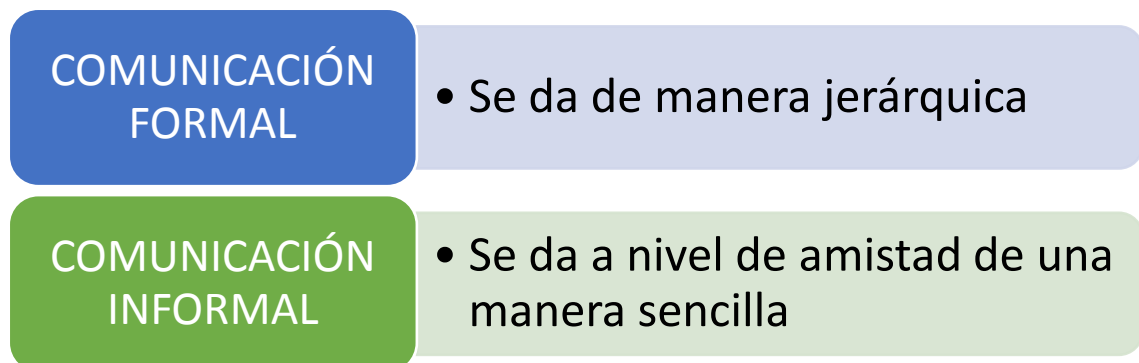 COMUNICACIÓN
FORMAL
• Se da de manera jerárquica
COMUNICACIÓN
INFORMAL
• Se da a nivel de amistad de una
manera sencilla